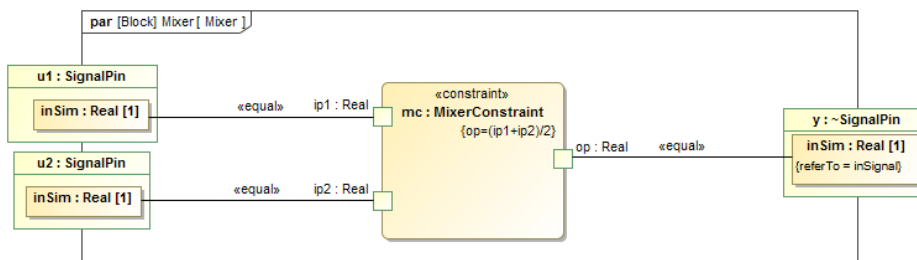 par [Block] Mixer [ Mixer ]
u1 : SignalPin
inSim : Real [1]
«equal»
ip1 : Real
«constraint»
mc : MixerConstraint
{op=(ip1+ip2)/2}
y : ~SignalPin
inSim : Real [1]
{referTo = inSignal}
op : Real
«equal»
u2 : SignalPin
inSim : Real [1]
«equal»
ip2 : Real